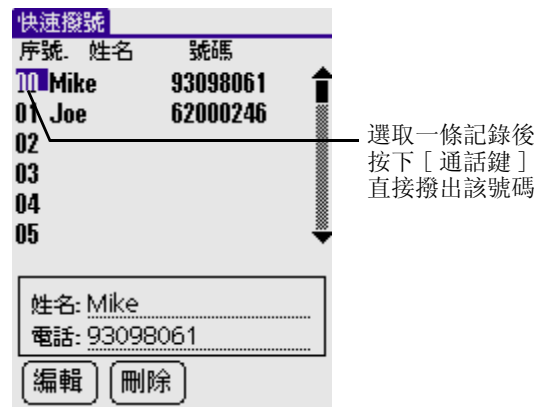 快速撥號
序號. 姓名 號碼
00 Mike 93098061
01 Joe 62000246
02
03
04
05
選取一條記錄後
按下［通話鍵］
直接撥出該號碼
姓名: Mike
電話: 93098061
編輯 刪除